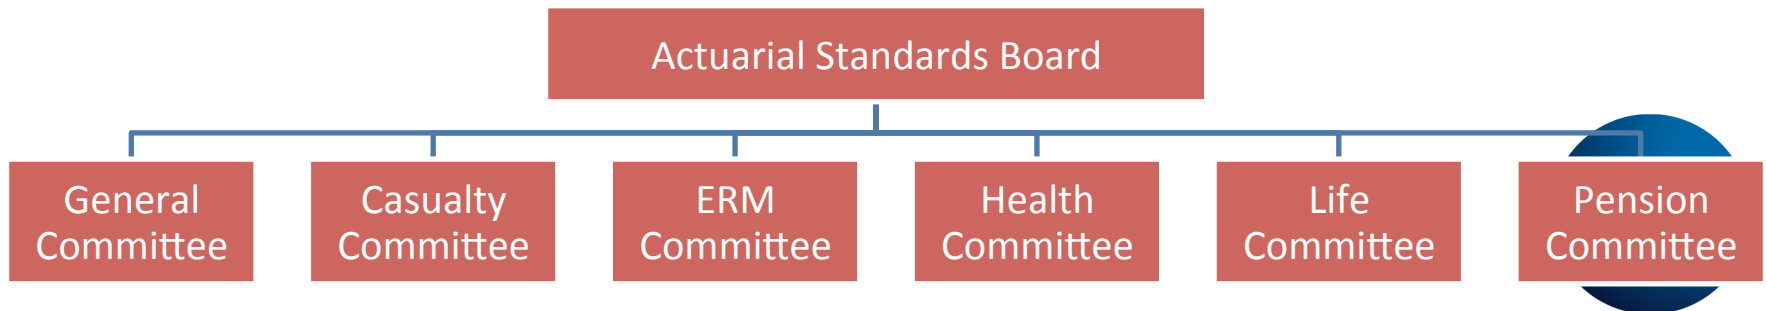 Actuarial Standards Board
General
Committee
Casualty
Committee
ERM
Committee
Health
Committee
Life
Committee
Pension
Committee